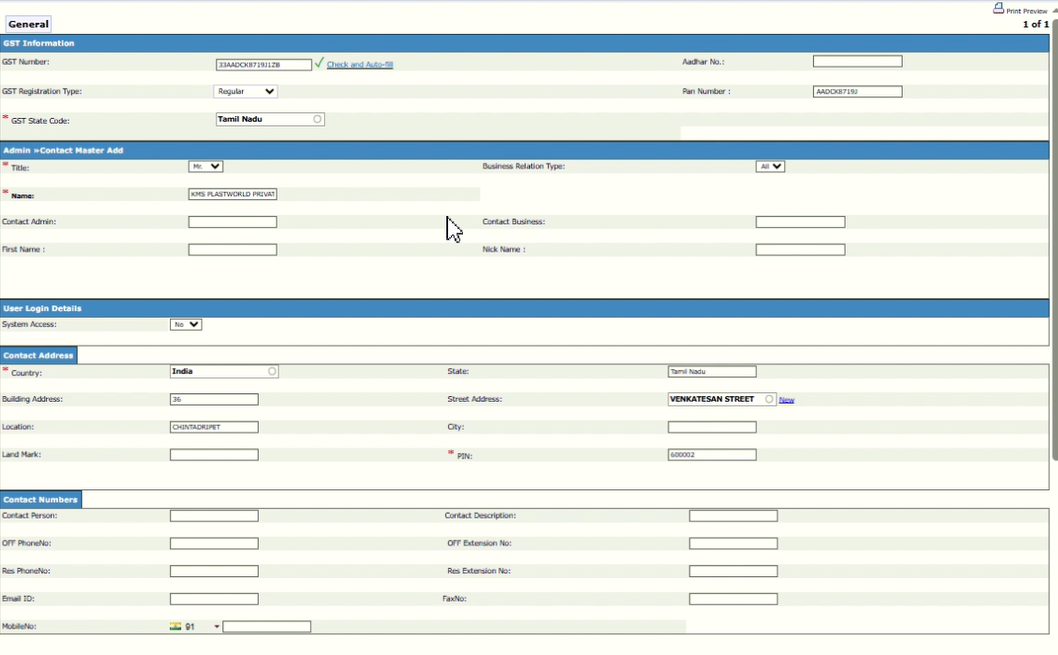 Print Preview
General
1 of 1
GST Information
GST Number: 33AADCK8719J1ZB Check and Auto-fill Aadhar No.:
GST Registration Type: Regular Pan Number : AADCK8719J
* GST State Code: Tamil Nadu
Admin »Contact Master Add
* Title: Mr. Business Relation Type: All
* Name: KMS PLASTWORLD PRIVAT
Contact Admin: Contact Business:
First Name : Nick Name :
User Login Details
System Access: No
Contact Address
* Country: India State: Tamil Nadu
Building Address: 36 Street Address: VENKATESAN STREET New
Location: CHINTADRIPET City:
Land Mark: * PIN: 600002
Contact Numbers
Contact Person: Contact Description:
OFF PhoneNo: OFF Extension No:
Res PhoneNo: Res Extension No:
Email ID: FaxNo:
MobileNo: 91